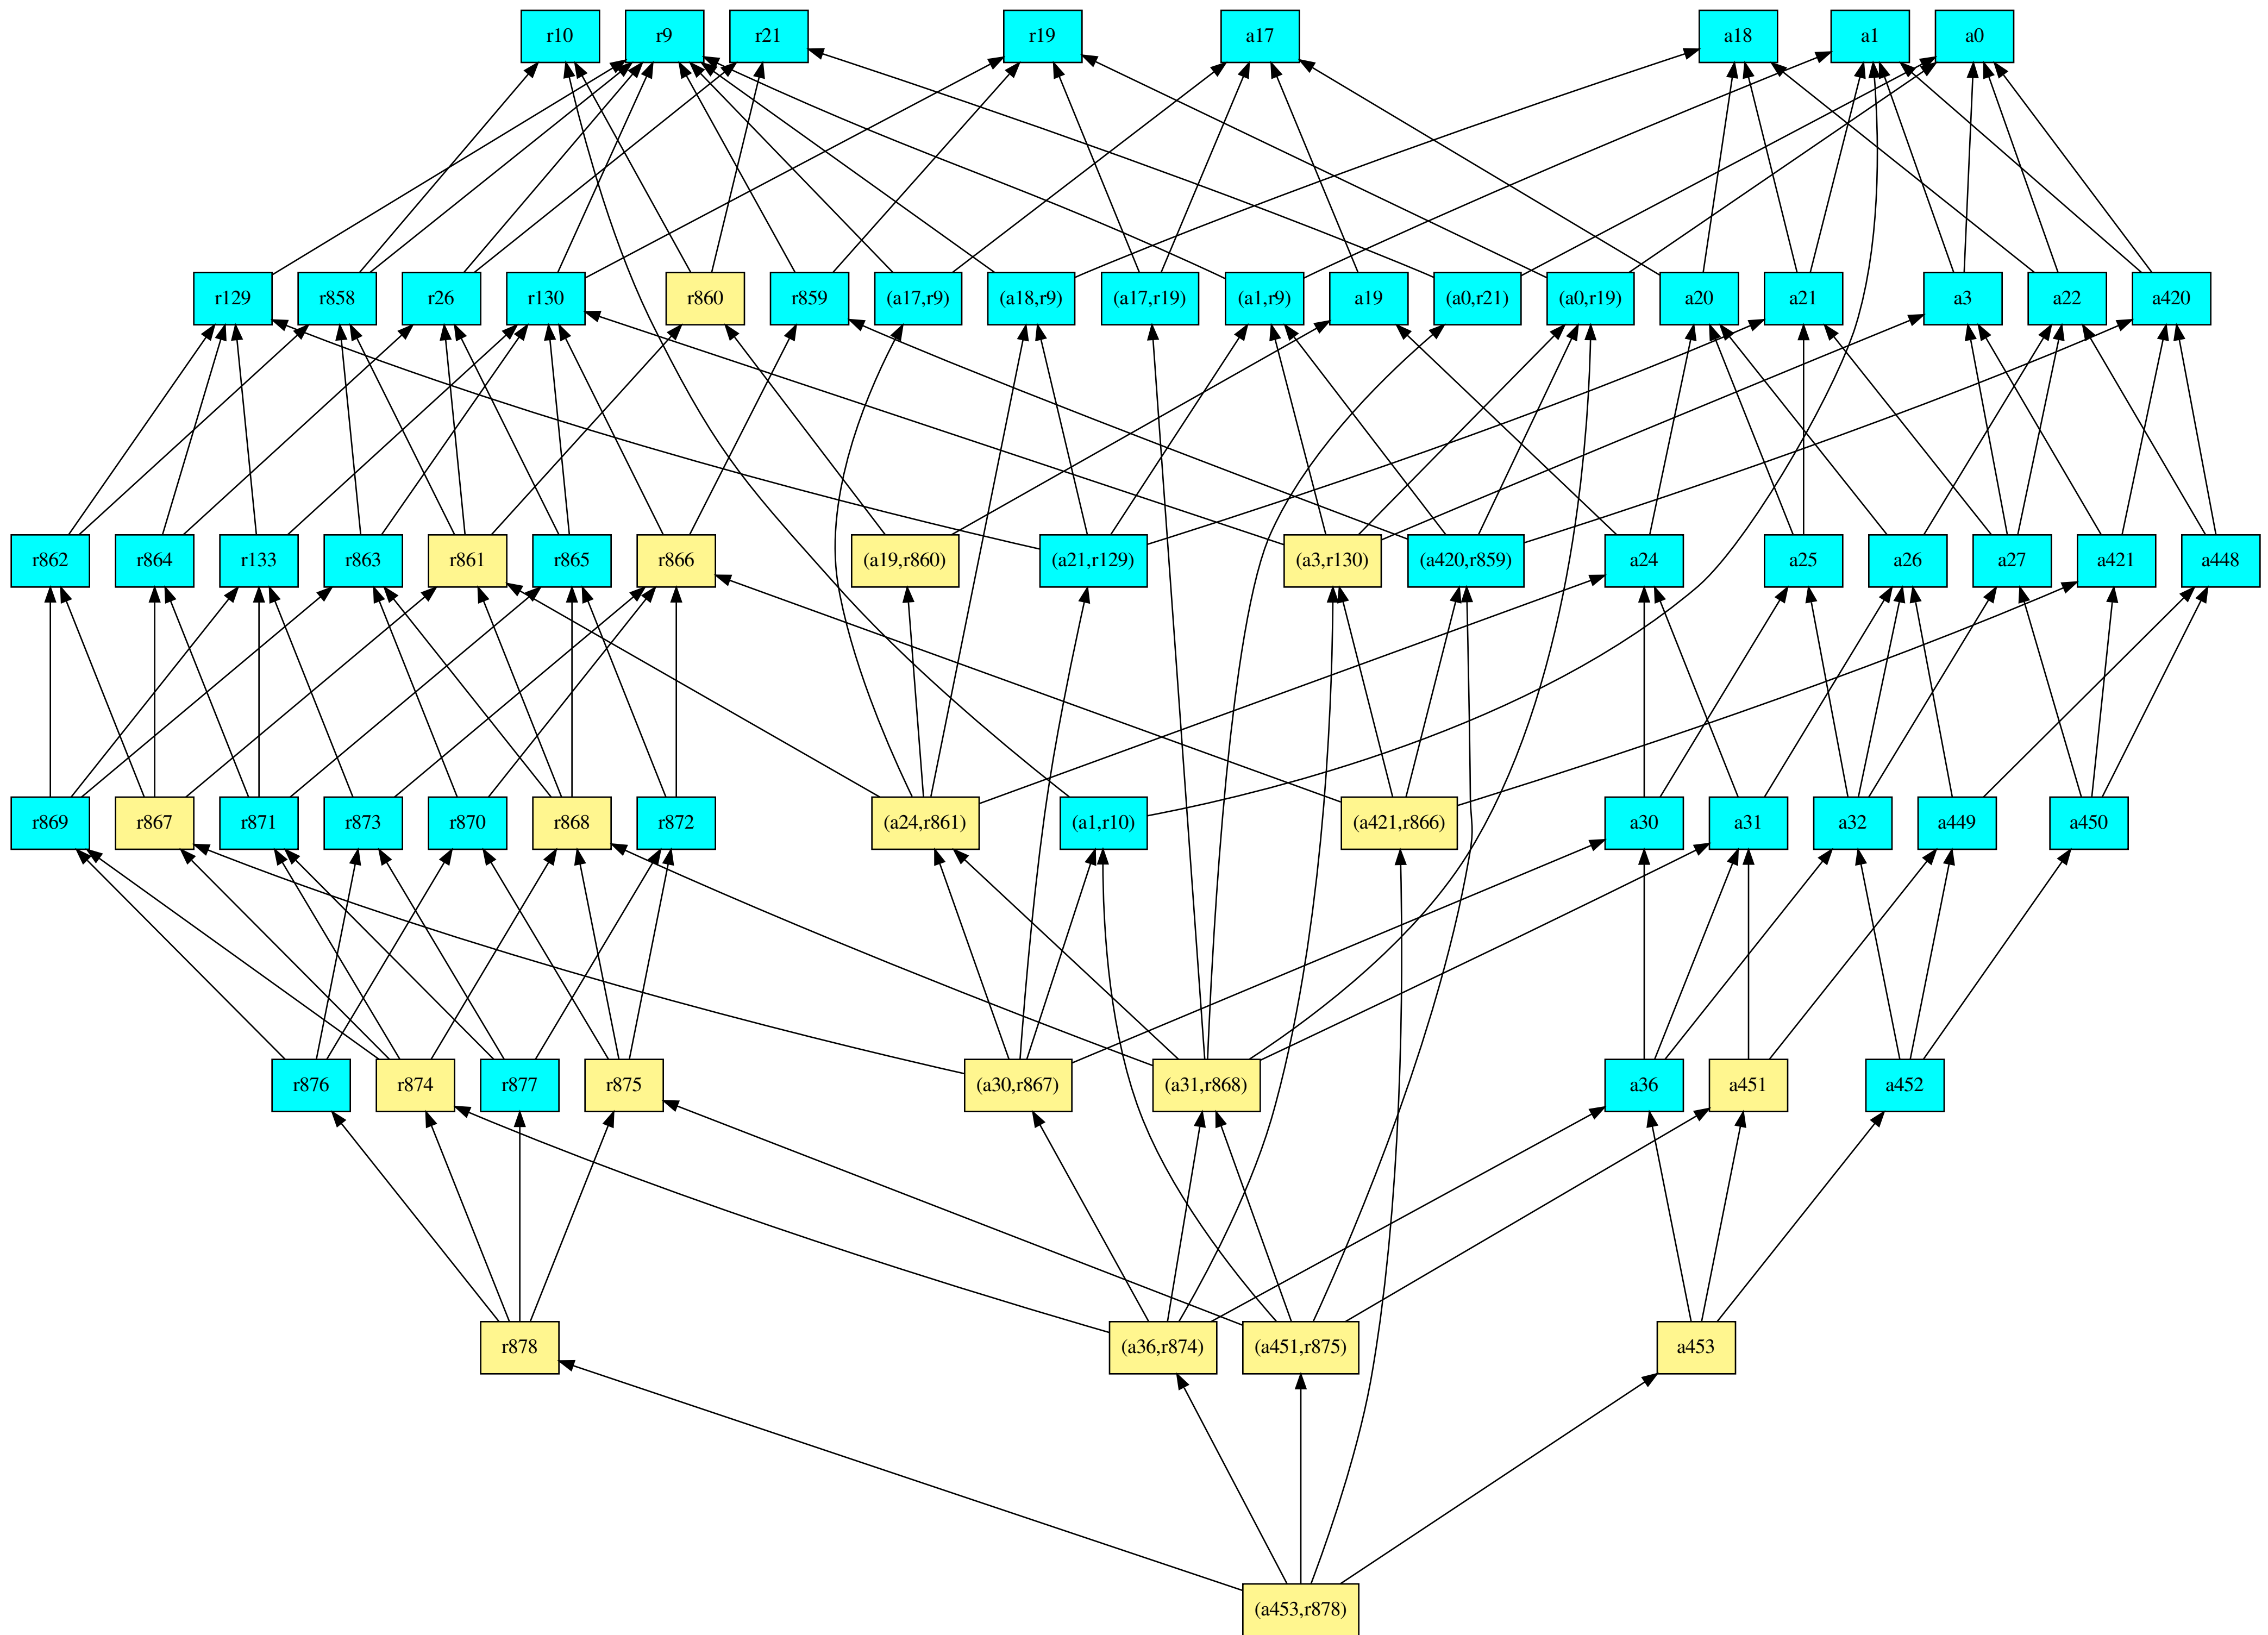 r10 r9 r21 r19 a17 a18 a1 a0
r129 r858 r26 r130 r860 r859 (a17,r9) (a18,r9) (a17,r19) (a1,r9) a19 (a0,r21) (a0,r19) a20 a21 a3 a22 a420
r862 r864 r133 r863 r861 r865 r866 (a19,r860) (a21,r129) (a3,r130) (a420,r859) a24 a25 a26 a27 a421 a448
r869 r867 r871 r873 r870 r868 r872 (a24,r861) (a1,r10) (a421,r866) a30 a31 a32 a449 a450
r876 r874 r877 r875 (a30,r867) (a31,r868) a36 a451 a452
r878 (a36,r874) (a451,r875) a453
(a453,r878)